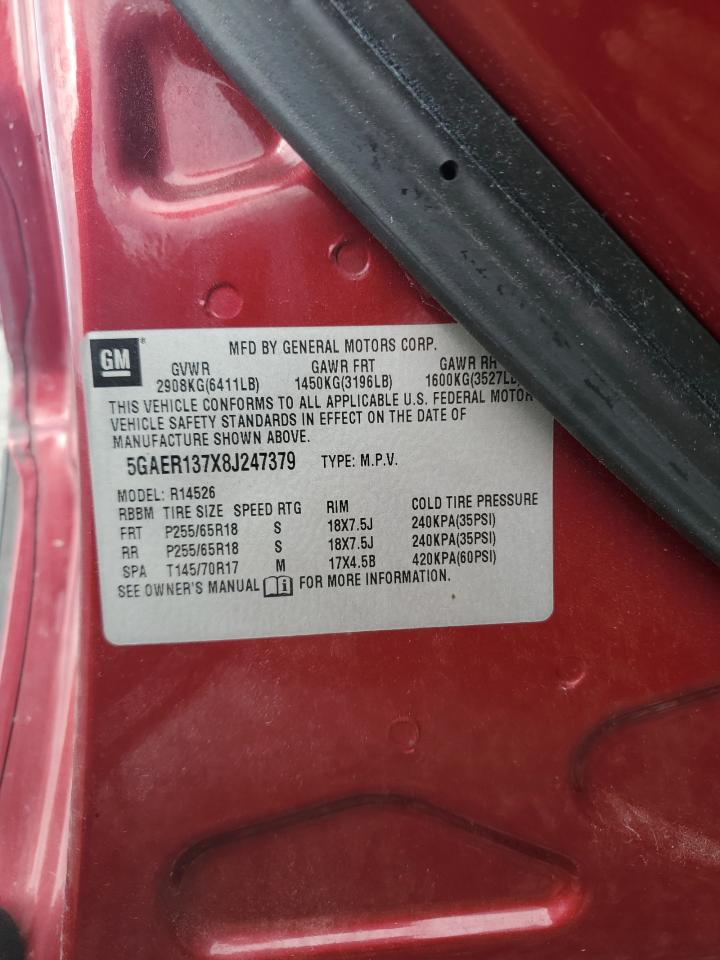 GM MFD BY GENERAL MOTORS CORP.
GVWR GAWR FRT GAWR RR
2908KG(6411LB) 1450KG(3196LB) 1600KG(3527LB)
THIS VEHICLE CONFORMS TO ALL APPLICABLE U.S. FEDERAL MOTOR
VEHICLE SAFETY STANDARDS IN EFFECT ON THE DATE OF
MANUFACTURE SHOWN ABOVE.
5GAER137X8J247379 TYPE: M.P.V.
MODEL: R14526
RBBM TIRE SIZE SPEED RTG RIM COLD TIRE PRESSURE
FRT P255/65R18 S 18X7.5J 240KPA(35PSI)
RR P255/65R18 S 18X7.5J 240KPA(35PSI)
SPA T145/70R17 M 17X4.5B 420KPA(60PSI)
SEE OWNER'S MANUAL i FOR MORE INFORMATION.